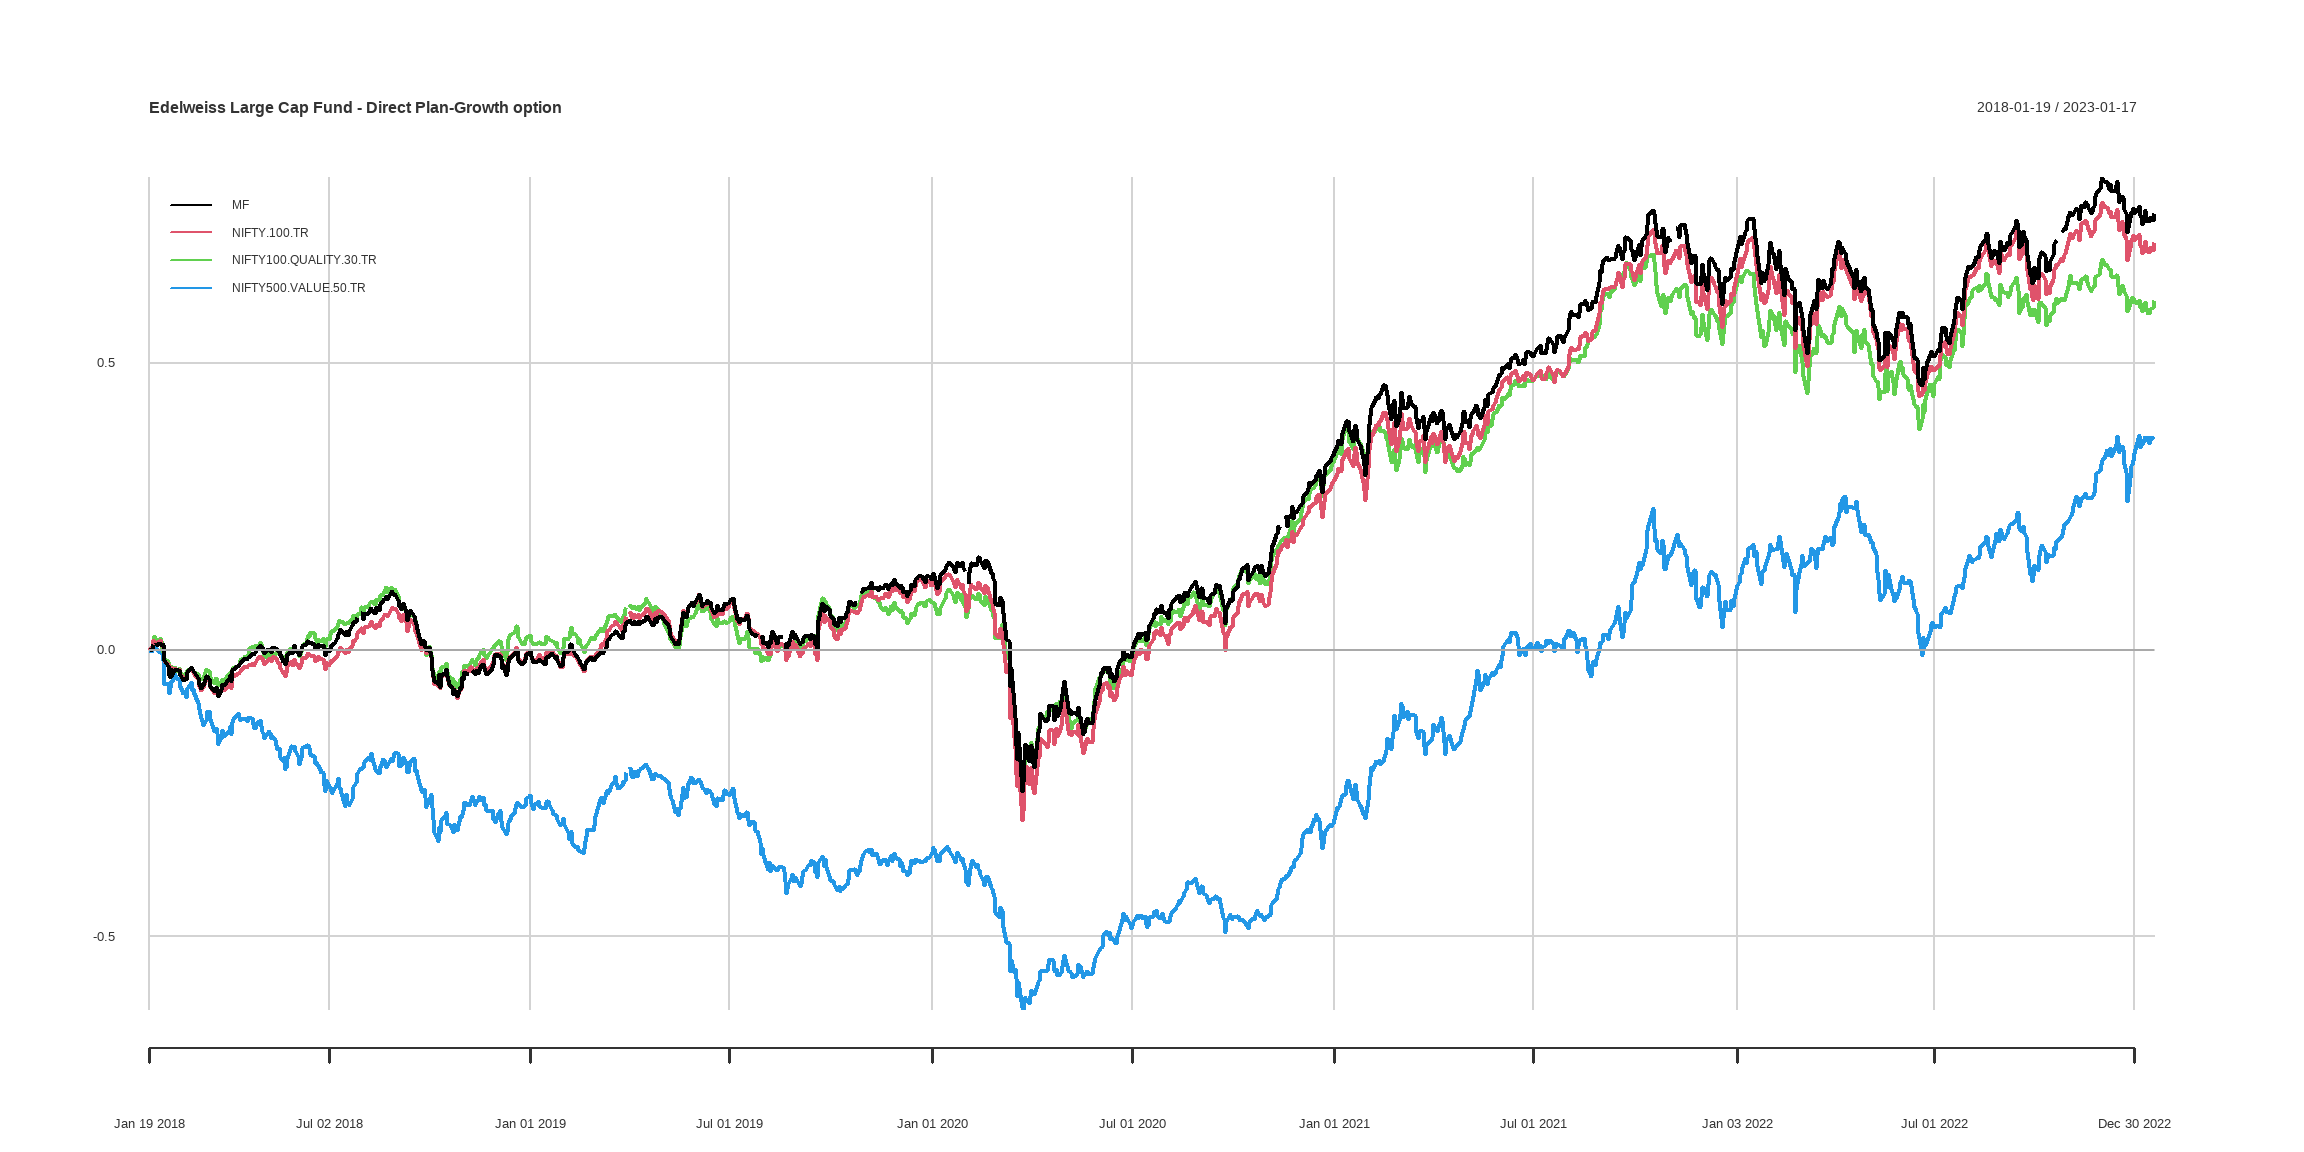 Edelweiss Large Cap Fund - Direct Plan-Growth option
2018-01-19 / 2023-01-17
MF
NIFTY.100.TR
NIFTY100.QUALITY.30.TR
NIFTY500.VALUE.50.TR
0.5
0.0
-0.5
Jan 19 2018
Jul 02 2018
Jan 01 2019
Jul 01 2019
Jan 01 2020
Jul 01 2020
Jan 01 2021
Jul 01 2021
Jan 03 2022
Jul 01 2022
Dec 30 2022